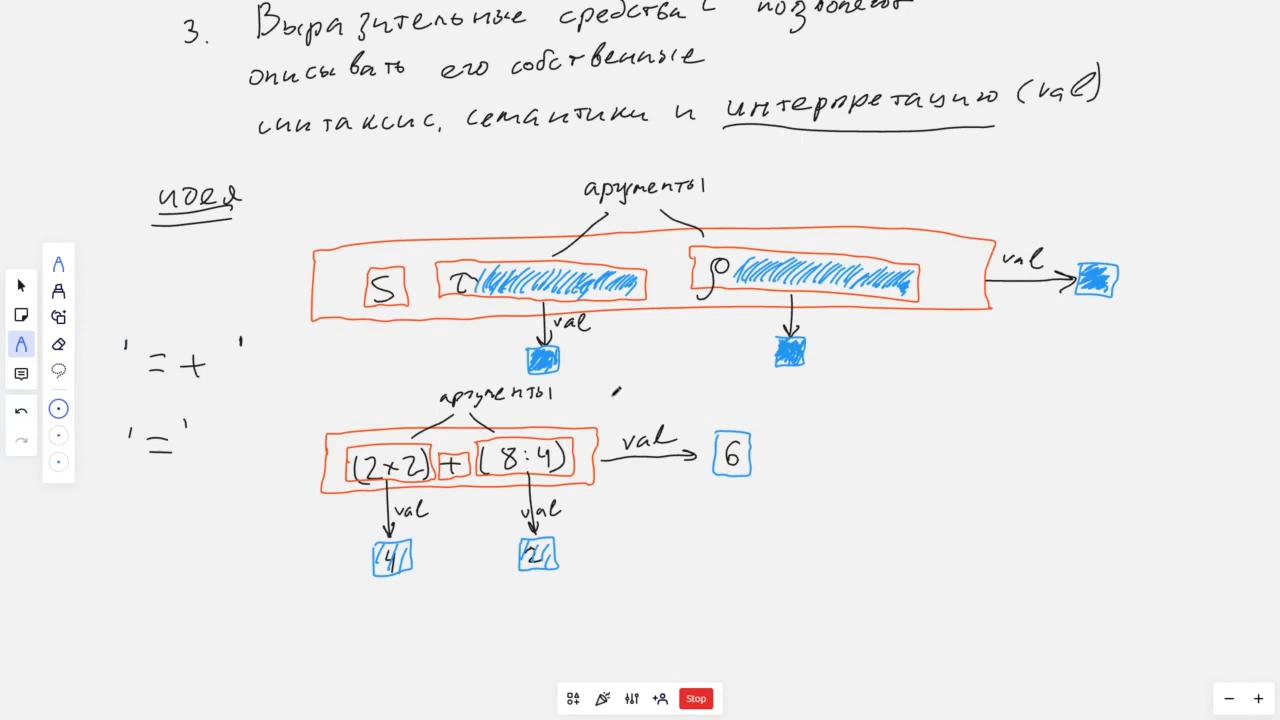 3. Выразительные средства L позволяют
описывать его собственные
синтаксис, семантики и интерпретацию (val)
идея
аргументы
S τ ρ val
val
'=+ '
аргументы
'='
(2×2) + (8:4) val 6
val val
4 2
Stop